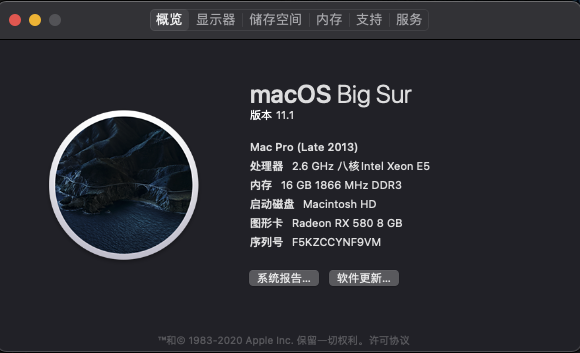 概览 显示器 储存空间 内存 支持 服务
macOS Big Sur
版本 11.1
Mac Pro (Late 2013)
处理器 2.6 GHz 八核Intel Xeon E5
内存 16 GB 1866 MHz DDR3
启动磁盘 Macintosh HD
图形卡 Radeon RX 580 8 GB
序列号 F5KZCCYNF9VM
系统报告... 软件更新...
™和© 1983-2020 Apple Inc. 保留一切权利。许可协议